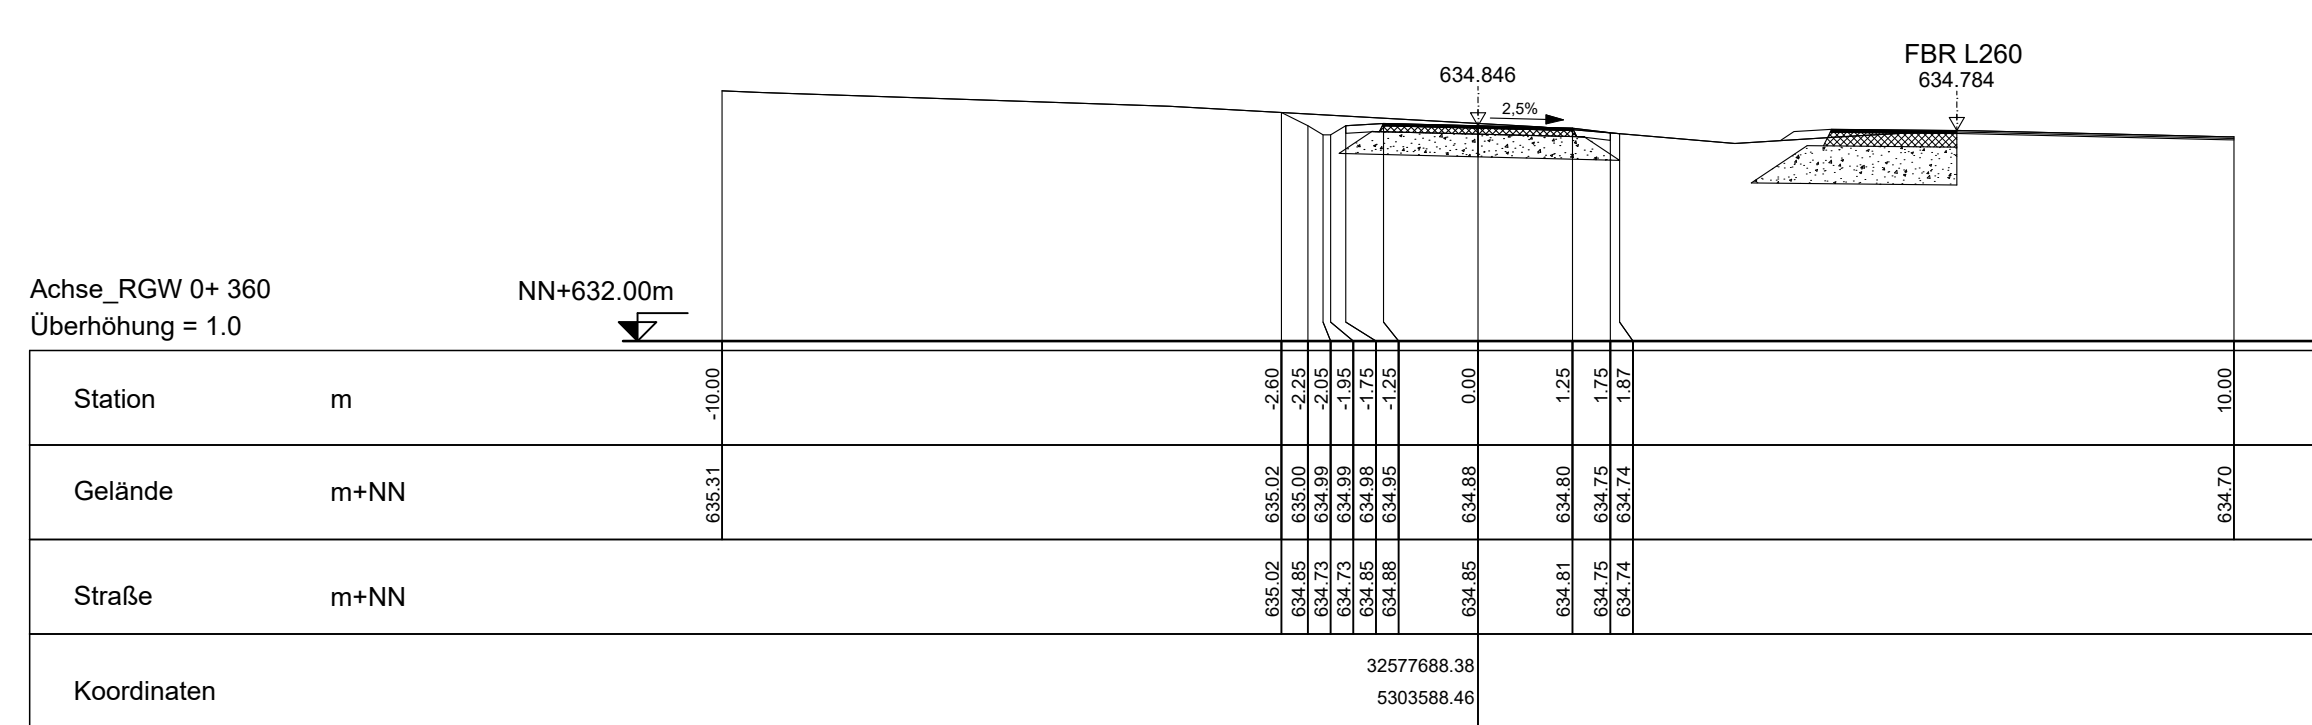 FBR L260
634.784
634.846
2,5%
Achse_RGW 0+ 360
Überhöhung = 1.0
NN+632.00m
Station m -10.00 -2.60 -2.25 -2.05 -1.95 -1.75 -1.25 0.00 1.25 1.75 1.87 10.00
Gelände m+NN 635.31 635.02 635.00 634.99 634.99 634.98 634.95 634.88 634.80 634.75 634.74 634.70
Straße m+NN 635.02 634.85 634.73 634.73 634.85 634.88 634.85 634.81 634.75 634.74
Koordinaten
32577688.38
5303588.46